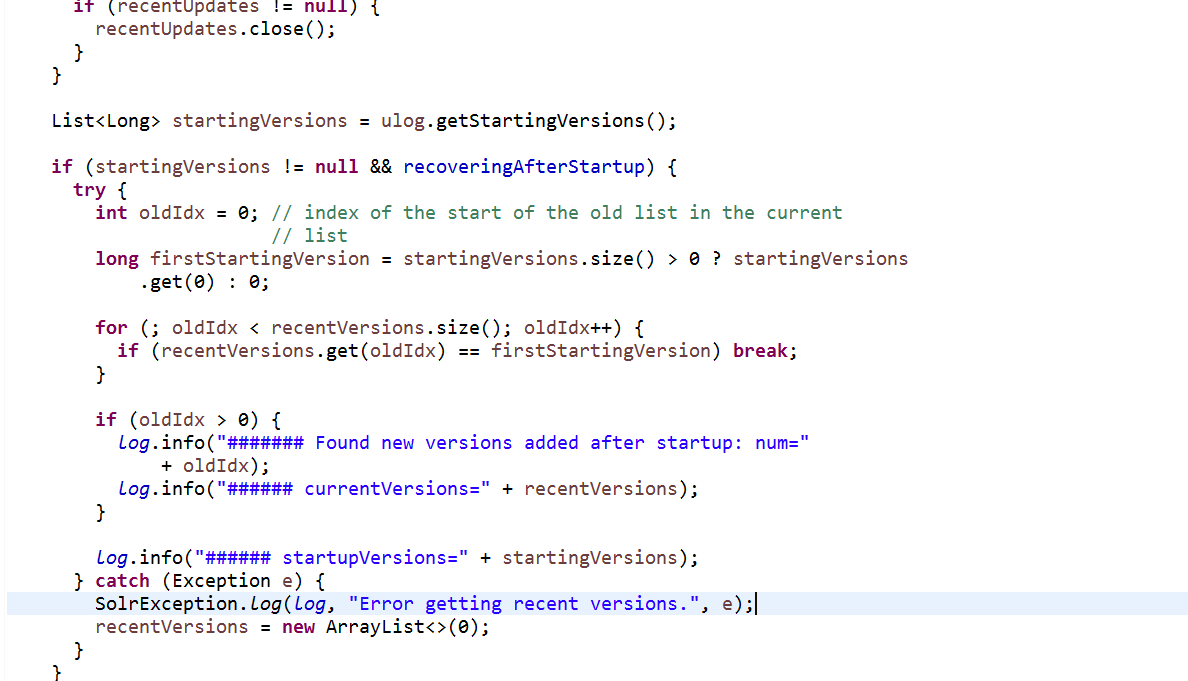 if (recentUpdates != null) {
recentUpdates.close();
}
}
List<Long> startingVersions = ulog.getStartingVersions();
if (startingVersions != null && recoveringAfterStartup) {
try {
int oldIdx = 0; // index of the start of the old list in the current
// list
long firstStartingVersion = startingVersions.size() > 0 ? startingVersions
.get(0) : 0;
for (; oldIdx < recentVersions.size(); oldIdx++) {
if (recentVersions.get(oldIdx) == firstStartingVersion) break;
}
if (oldIdx > 0) {
log.info("####### Found new versions added after startup: num="
+ oldIdx);
log.info("###### currentVersions=" + recentVersions);
}
log.info("###### startupVersions=" + startingVersions);
} catch (Exception e) {
SolrException.log(log, "Error getting recent versions.", e);
recentVersions = new ArrayList<>(0);
}
}